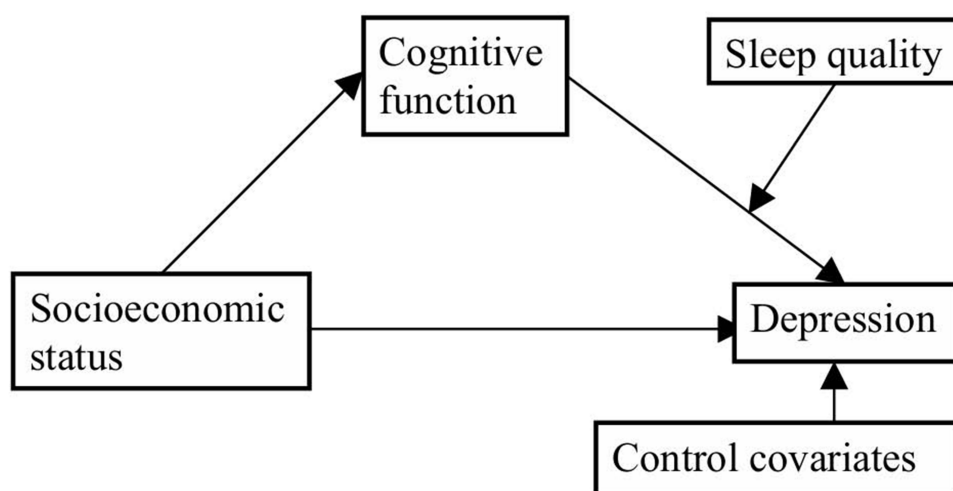 Cognitive
function
Sleep quality
Socioeconomic
status
Depression
Control covariates